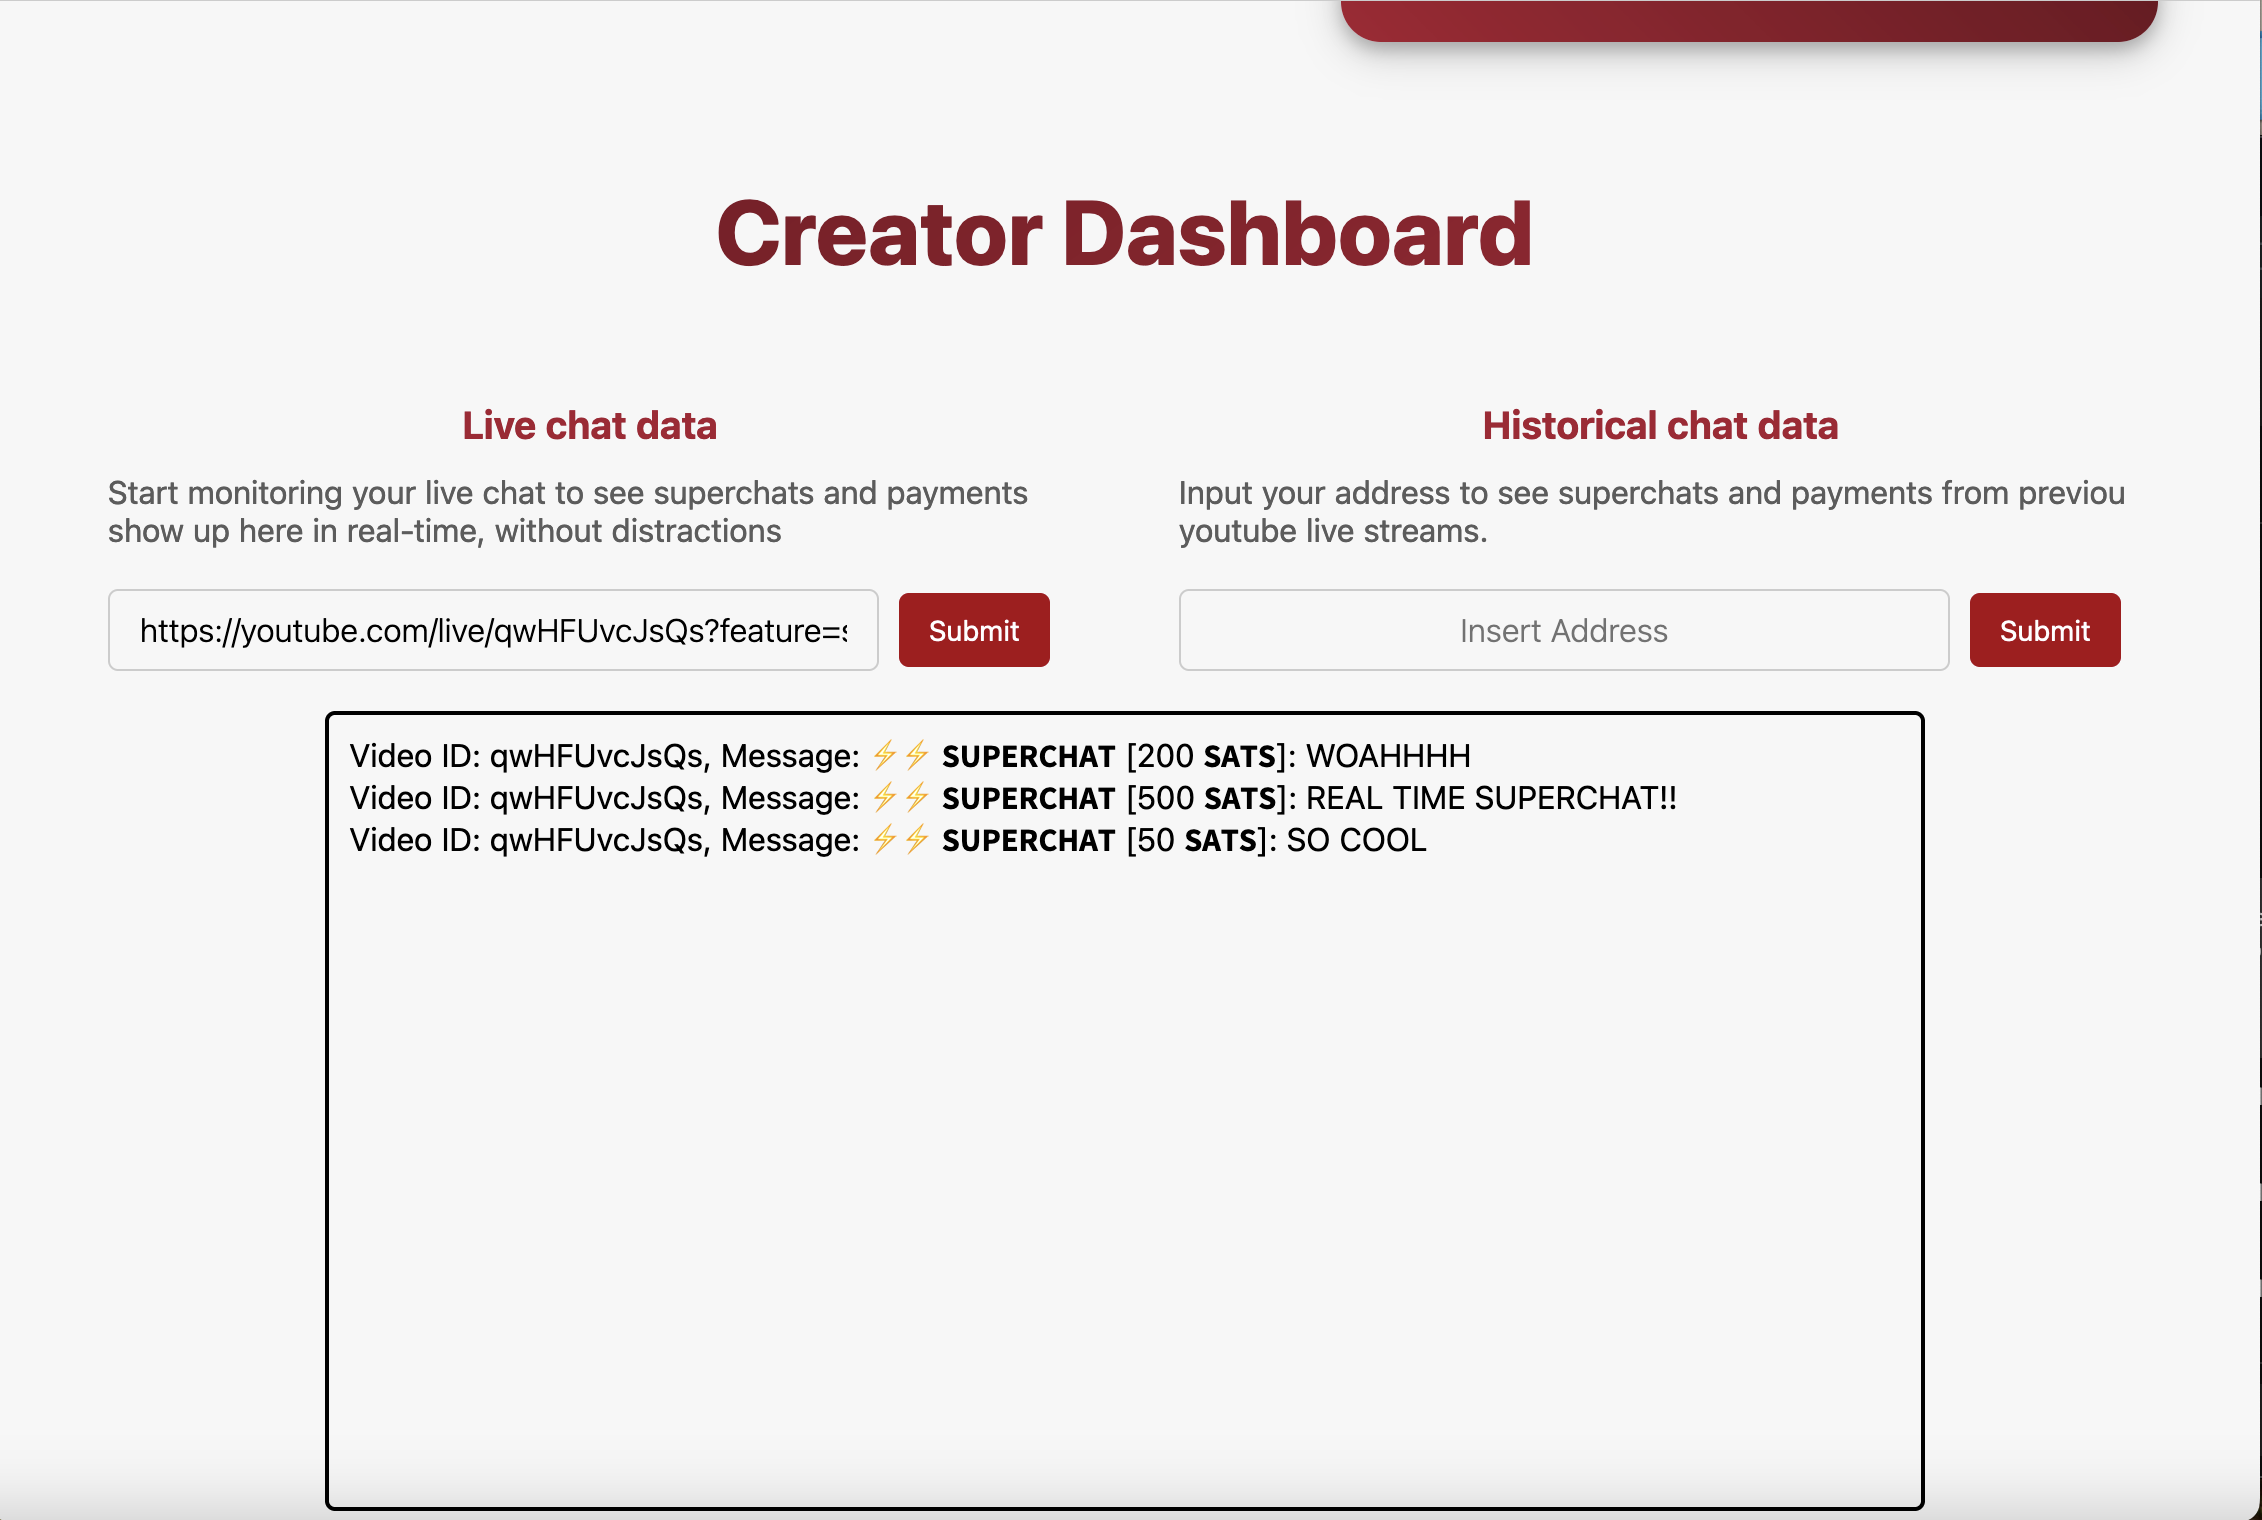 Creator Dashboard
Live chat data
Start monitoring your live chat to see superchats and payments
show up here in real-time, without distractions
https://youtube.com/live/qwHFUvcJsQs?feature=s
Submit
Historical chat data
Input your address to see superchats and payments from previou
youtube live streams.
Insert Address
Submit
Video ID: qwHFUvcJsQs, Message: ⚡⚡ SUPERCHAT [200 SATS]: WOAHHHH
Video ID: qwHFUvcJsQs, Message: ⚡⚡ SUPERCHAT [500 SATS]: REAL TIME SUPERCHAT!!
Video ID: qwHFUvcJsQs, Message: ⚡⚡ SUPERCHAT [50 SATS]: SO COOL